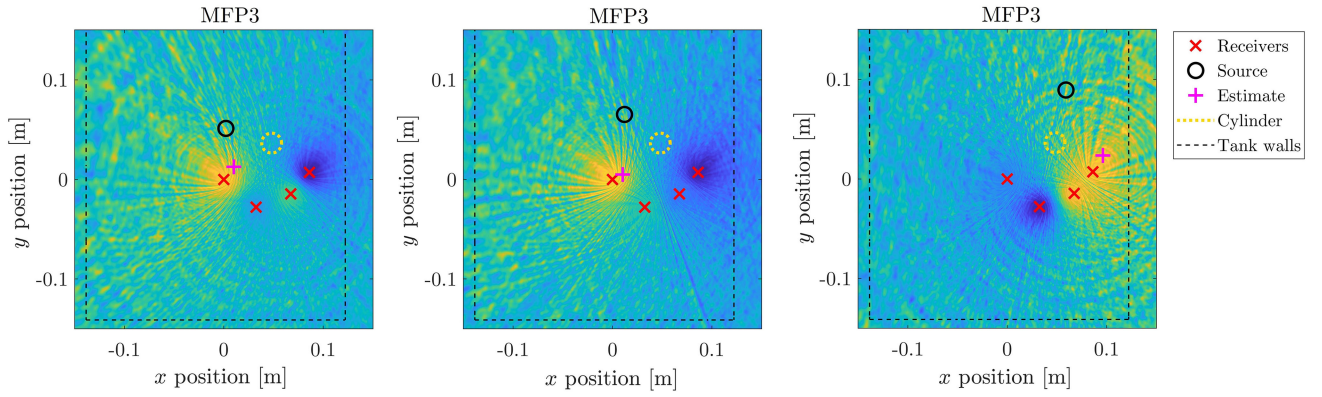 MFP3
0.1
0
-0.1
y position [m]
-0.1
0
0.1
x position [m]
MFP3
0.1
0
-0.1
y position [m]
-0.1
0
0.1
x position [m]
MFP3
0.1
0
-0.1
y position [m]
-0.1
0
0.1
x position [m]
Receivers
Source
Estimate
Cylinder
Tank walls